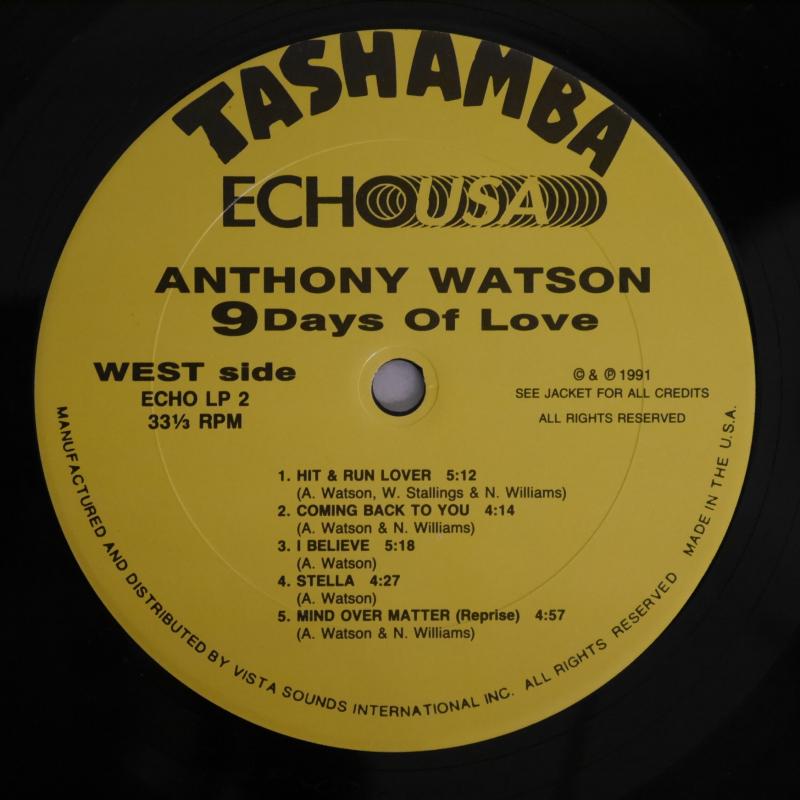 TASHAMBA
ECHO USA
ANTHONY WATSON
9 Days Of Love
WEST side
ECHO LP 2
33⅓ RPM
© & ℗ 1991
SEE JACKET FOR ALL CREDITS
ALL RIGHTS RESERVED
1. HIT & RUN LOVER 5:12
(A. Watson, W. Stallings & N. Williams)
2. COMING BACK TO YOU 4:14
(A. Watson & N. Williams)
3. I BELIEVE 5:18
(A. Watson)
4. STELLA 4:27
(A. Watson)
5. MIND OVER MATTER (Reprise) 4:57
(A. Watson & N. Williams)
MANUFACTURED AND DISTRIBUTED BY VISTA SOUNDS INTERNATIONAL INC. ALL RIGHTS RESERVED MADE IN THE U.S.A.